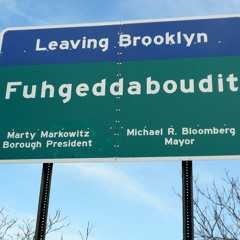 Leaving Brooklyn
Fuhgeddaboudit
Marty Markowitz
Borough President
Michael R. Bloomberg
Mayor